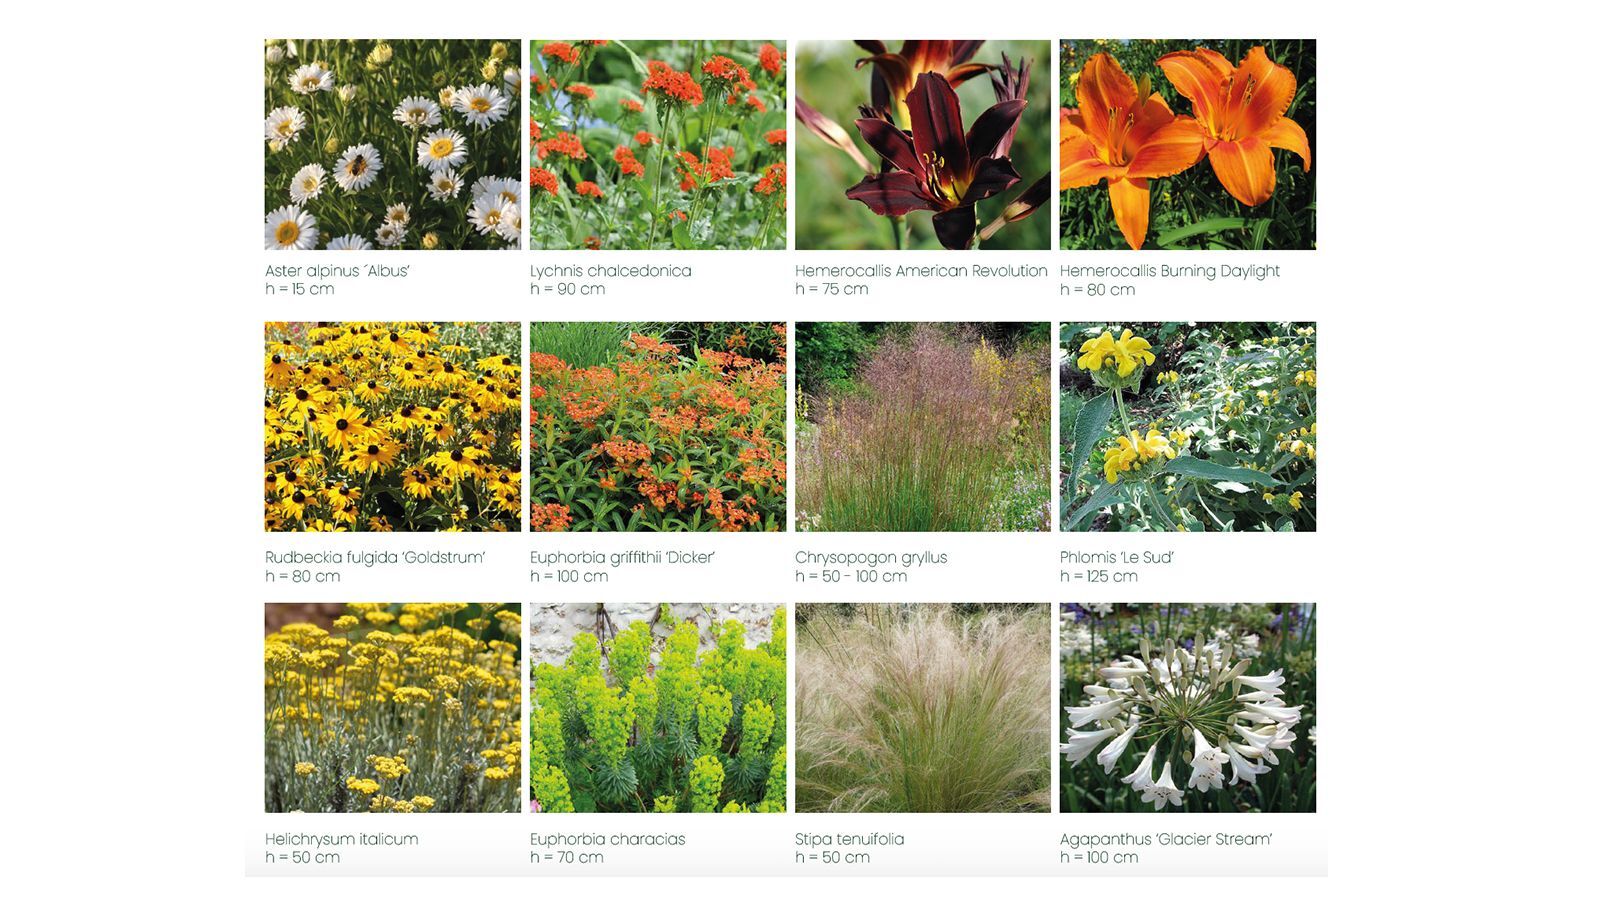 Aster alpinus ´Albus’
h = 15 cm
Lychnis chalcedonica
h = 90 cm
Hemerocallis American Revolution
h = 75 cm
Hemerocallis Burning Daylight
h = 80 cm
Rudbeckia fulgida ‘Goldstrum’
h = 80 cm
Euphorbia griffithii ‘Dicker’
h = 100 cm
Chrysopogon gryllus
h = 50 - 100 cm
Phlomis ‘Le Sud’
h = 125 cm
Helichrysum italicum
h = 50 cm
Euphorbia characias
h = 70 cm
Stipa tenuifolia
h = 50 cm
Agapanthus ‘Glacier Stream’
h = 100 cm